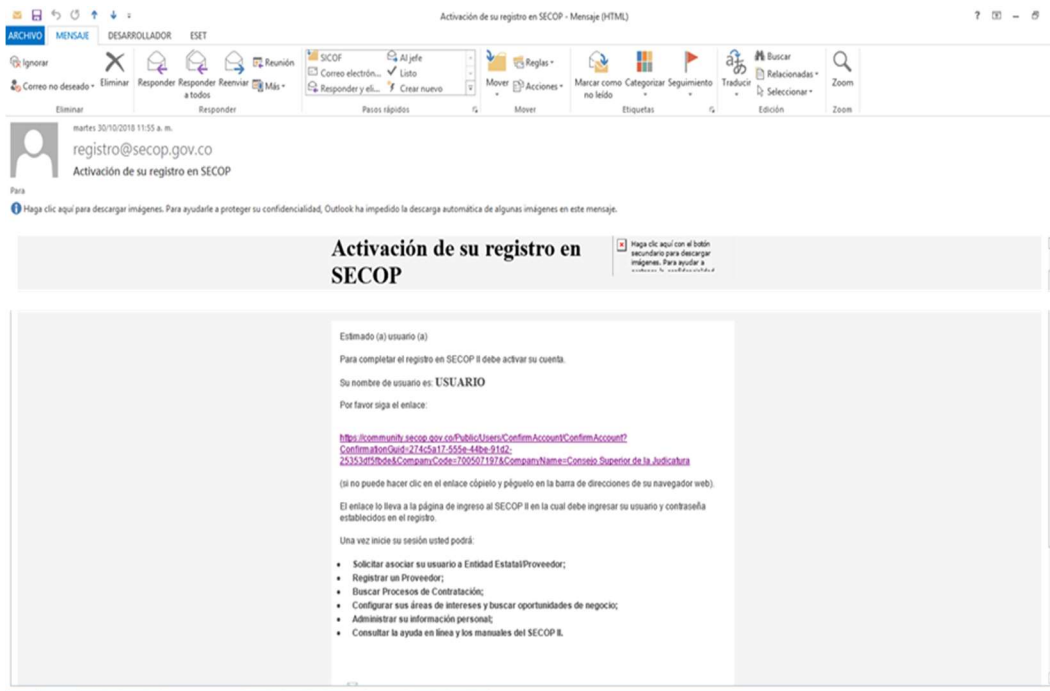 Activación de su registro en SECOP - Mensaje (HTML)
ARCHIVO MENSAJE DESARROLLADOR ESET
Ignorar
Correo no deseado
Eliminar
Eliminar
Responder
Responder a todos
Reenviar
Reunión
Más
Responder
SICOF
Correo electrón...
Responder y eli...
Al jefe
Listo
Crear nuevo
Pasos rápidos
Mover
Reglas
Acciones
Mover
Marcar como no leído
Categorizar
Seguimiento
Etiquetas
Traducir
Buscar
Relacionadas
Seleccionar
Edición
Zoom
Zoom
martes 30/10/2018 11:55 a. m.
registro@secop.gov.co
Activación de su registro en SECOP
Para
Haga clic aquí para descargar imágenes. Para ayudarle a proteger su confidencialidad, Outlook ha impedido la descarga automática de algunas imágenes en este mensaje.
Activación de su registro en
SECOP
Haga clic aquí con el botón
secundario para descargar
imágenes. Para ayudar a
Estimado (a) usuario (a)
Para completar el registro en SECOP II debe activar su cuenta.
Su nombre de usuario es: USUARIO
Por favor siga el enlace:
https://community.secop.gov.co/Public/Users/ConfirmAccount/ConfirmAccount?
ConfirmationGuid=274c5a17-555e-44be-91d2-
25353df5fbde&CompanyCode=700507197&CompanyName=Consejo Superior de la Judicatura
(si no puede hacer clic en el enlace cópielo y péguelo en la barra de direcciones de su navegador web).
El enlace lo lleva a la página de ingreso al SECOP II en la cual debe ingresar su usuario y contraseña
establecidos en el registro.
Una vez inicie su sesión usted podrá:
• Solicitar asociar su usuario a Entidad Estatal/Proveedor;
• Registrar un Proveedor;
• Buscar Procesos de Contratación;
• Configurar sus áreas de intereses y buscar oportunidades de negocio;
• Administrar su información personal;
• Consultar la ayuda en línea y los manuales del SECOP II.